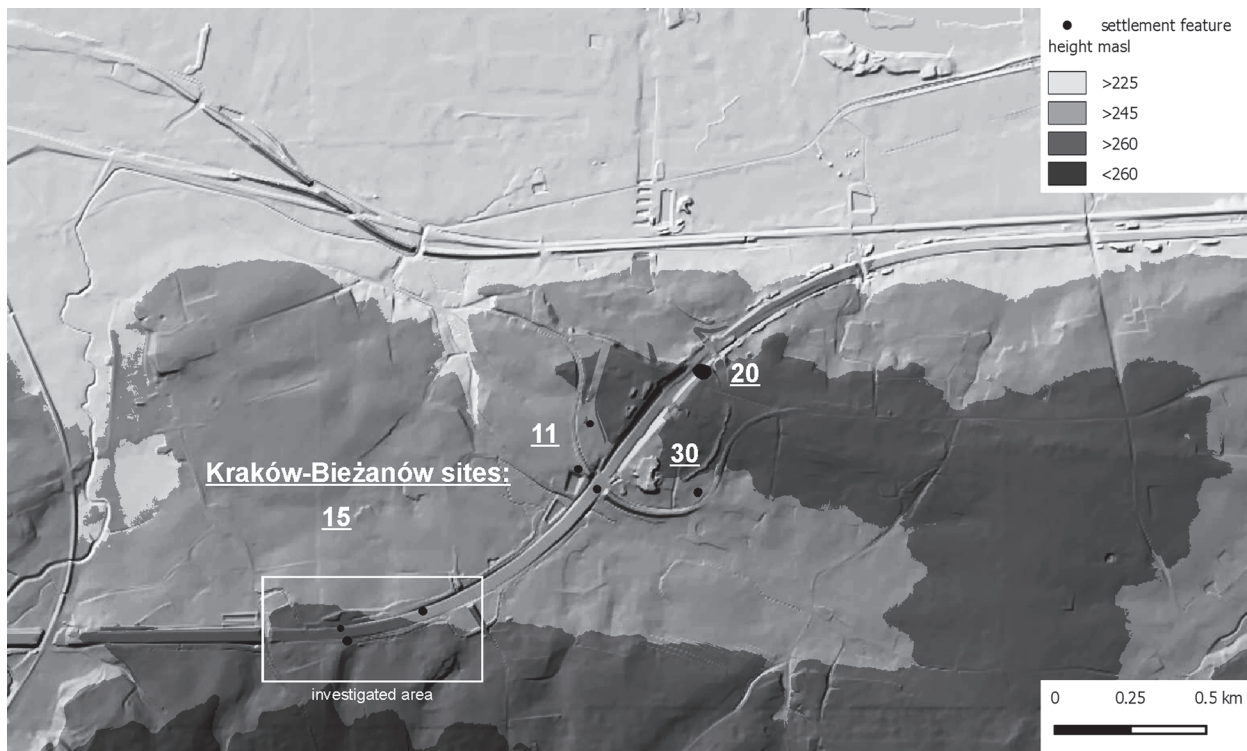 settlement feature
height masl
>225
>245
>260
<260
20
11
30
Kraków-Bieżanów sites:
15
investigated area
0 0.25 0.5 km